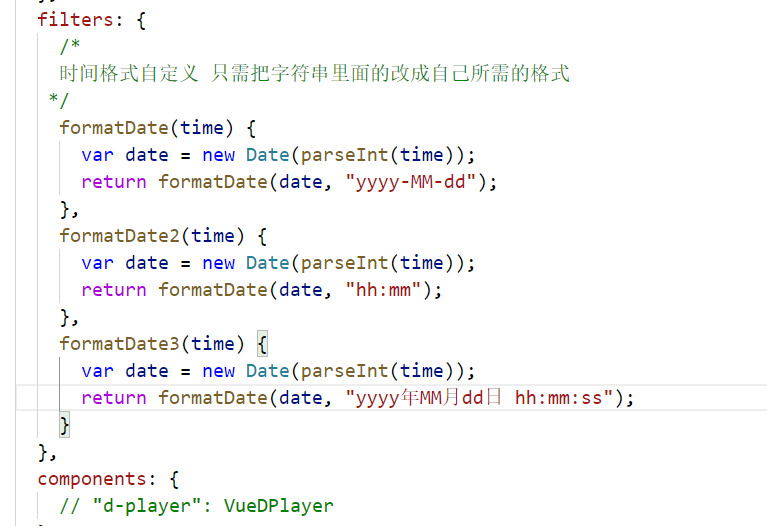 filters: {
/*
时间格式自定义 只需把字符串里面的改成自己所需的格式
*/
formatDate(time) {
var date = new Date(parseInt(time));
return formatDate(date, "yyyy-MM-dd");
},
formatDate2(time) {
var date = new Date(parseInt(time));
return formatDate(date, "hh:mm");
},
formatDate3(time) {
var date = new Date(parseInt(time));
return formatDate(date, "yyyy年MM月dd日 hh:mm:ss");
}
},
components: {
// "d-player": VueDPlayer